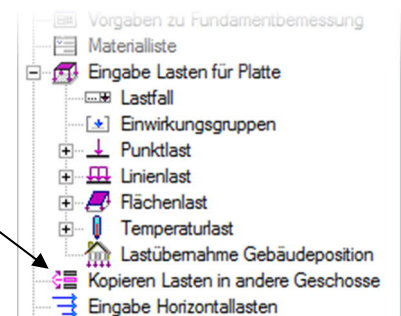 Vorgaben zu Fundamentbemessung
Materialliste
Eingabe Lasten für Platte
Lastfall
Einwirkungsgruppen
Punktlast
Linienlast
Flächenlast
Temperaturlast
Lastübernahme Gebäudeposition
Kopieren Lasten in andere Geschosse
Eingabe Horizontallasten